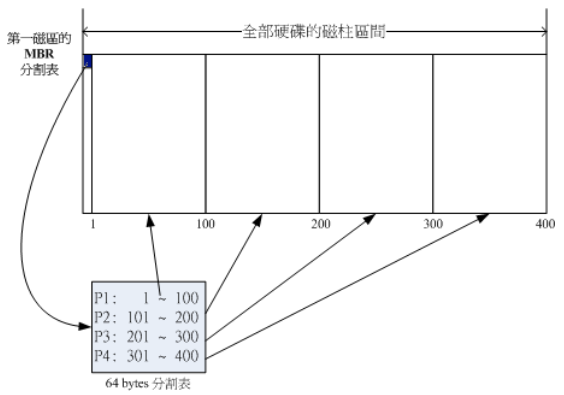 全部硬碟的磁柱區間
第一磁區的
MBR
分割表
1 100 200 300 400
P1: 1 ~ 100
P2: 101 ~ 200
P3: 201 ~ 300
P4: 301 ~ 400
64 bytes 分割表